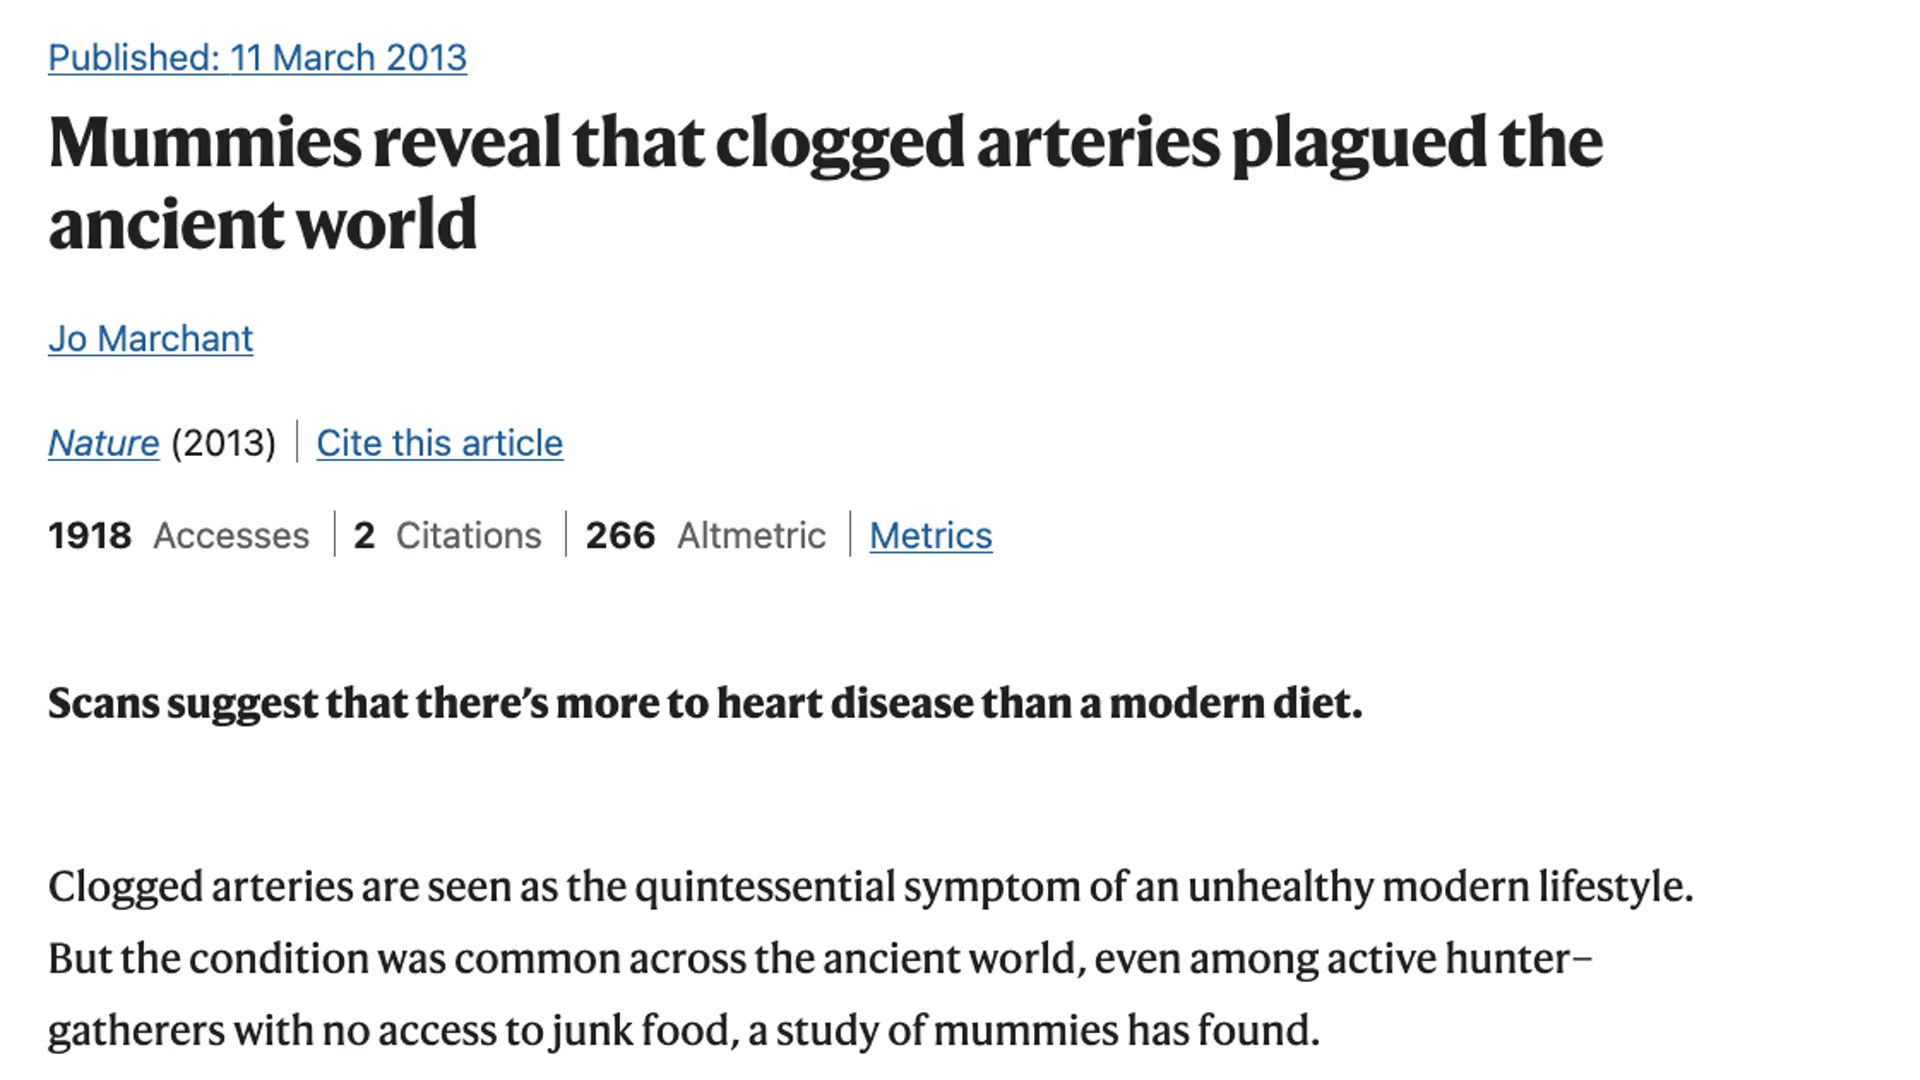 Published: 11 March 2013
Mummies reveal that clogged arteries plagued the
ancient world
Jo Marchant
Nature (2013) | Cite this article
1918 Accesses | 2 Citations | 266 Altmetric | Metrics
Scans suggest that there’s more to heart disease than a modern diet.
Clogged arteries are seen as the quintessential symptom of an unhealthy modern lifestyle.
But the condition was common across the ancient world, even among active hunter–
gatherers with no access to junk food, a study of mummies has found.